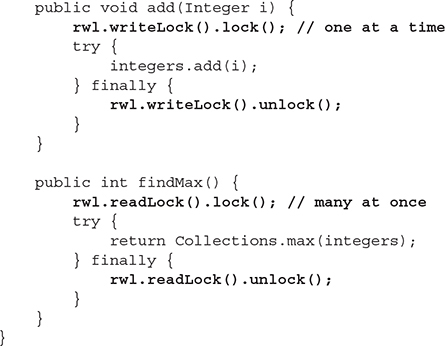 public void add(Integer i) {
rwl.writeLock().lock(); // one at a time
try {
integers.add(i);
} finally {
rwl.writeLock().unlock();
}
}
public int findMax() {
rwl.readLock().lock(); // many at once
try {
return Collections.max(integers);
} finally {
rwl.readLock().unlock();
}
}
}